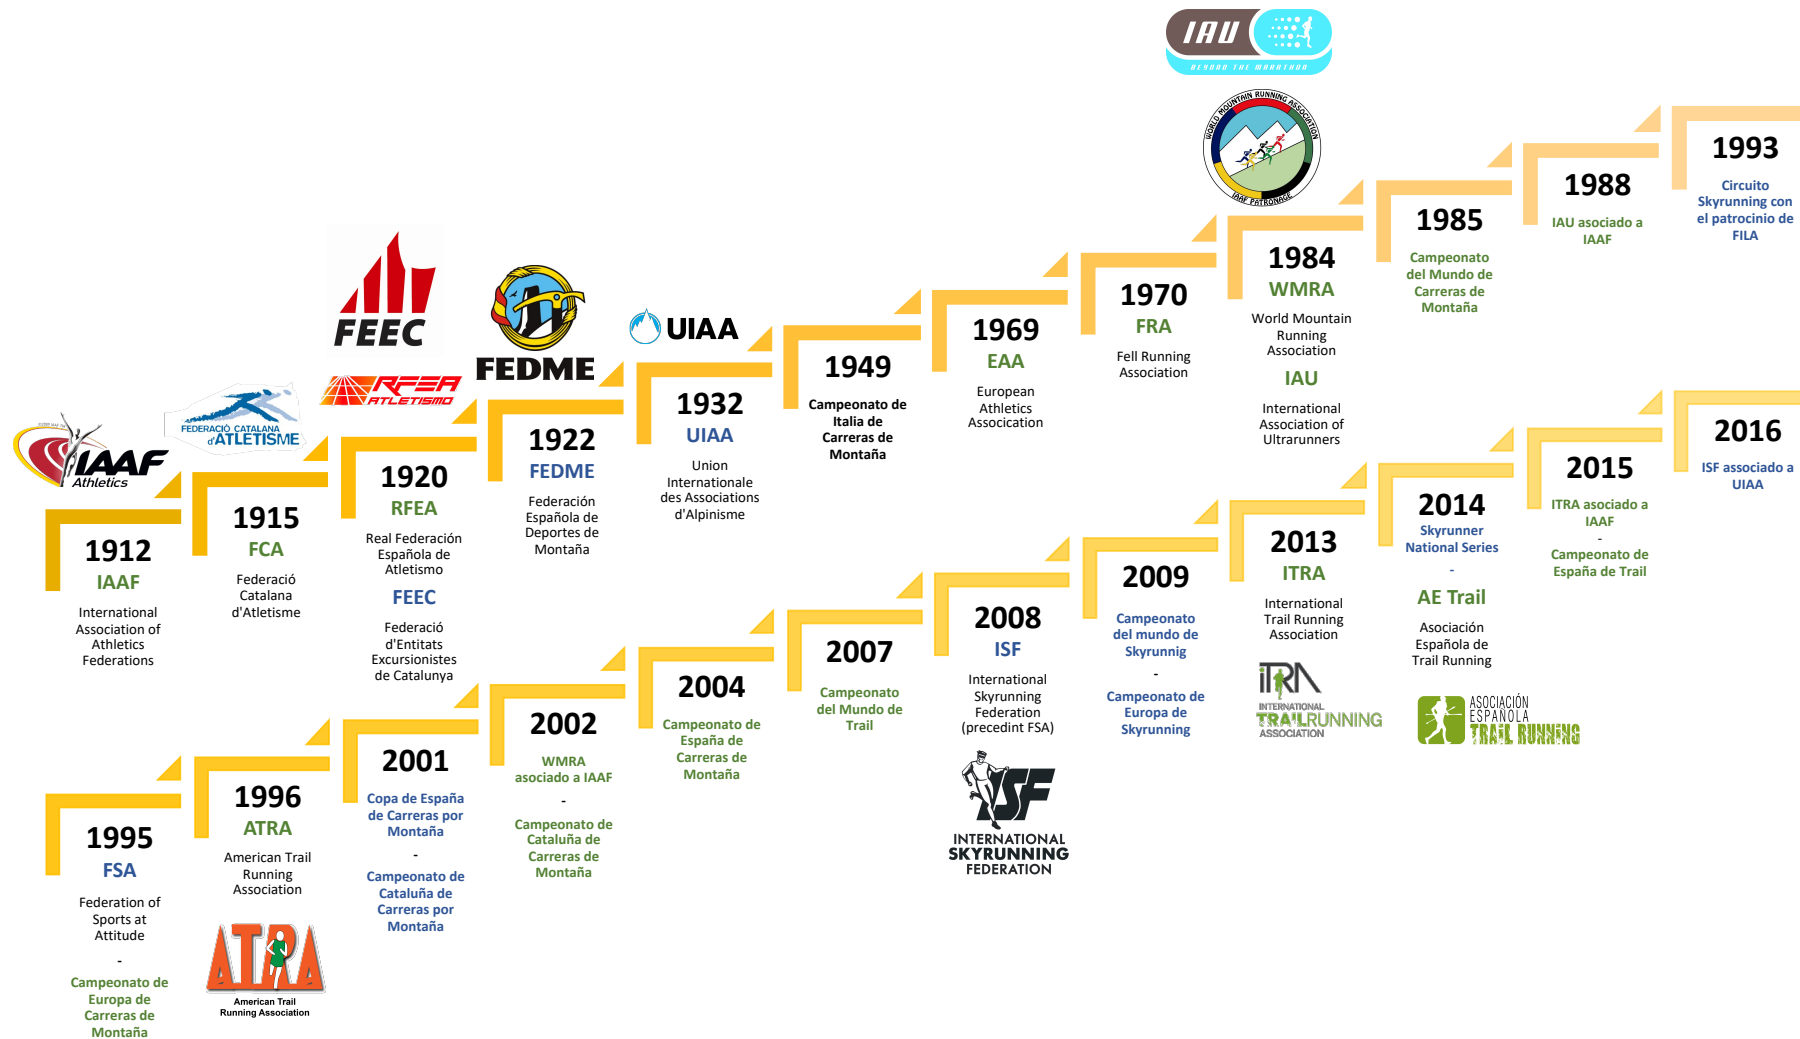 IAU
BEYOND THE MARATHON
WORLD MOUNTAIN RUNNING ASSOCIATION
IAAF PATRONAGE
FEEC
RFEA
ATLETISMO
FEDME
UIAA
FEDERACIÓ CATALANA
d'ATLETISME
IAAF
Athletics
1912
IAAF
International
Association of
Athletics
Federations
1915
FCA
Federació
Catalana
d'Atletisme
1920
RFEA
Real Federación
Española de
Atletismo
FEEC
Federació
d'Entitats
Excursionistes
de Catalunya
1922
FEDME
Federación
Española de
Deportes de
Montaña
1932
UIAA
Union
Internationale
des Associations
d'Alpinisme
1949
Campeonato de
Italia de
Carreras de
Montaña
1969
EAA
European
Athletics
Assocication
1970
FRA
Fell Running
Association
1984
WMRA
World Mountain
Running
Association
IAU
International
Association of
Ultrarunners
1985
Campeonato
del Mundo de
Carreras de
Montaña
1988
IAU asociado a
IAAF
1993
Circuito
Skyrunning con
el patrocinio de
FILA
1995
FSA
Federation of
Sports at
Attitude
-
Campeonato de
Europa de
Carreras de
Montaña
1996
ATRA
American Trail
Running
Association
ATRA
American Trail
Running Association
2001
Copa de España
de Carreras por
Montaña
-
Campeonato de
Cataluña de
Carreras por
Montaña
2002
WMRA
asociado a IAAF
-
Campeonato de
Cataluña de
Carreras de
Montaña
2004
Campeonato de
España de
Carreras de
Montaña
2007
Campeonato
del Mundo de
Trail
2008
ISF
International
Skyrunning
Federation
(precedint FSA)
ISF
INTERNATIONAL
SKYRUNNING
FEDERATION
2009
Campeonato
del mundo de
Skyrunnig
-
Campeonato de
Europa de
Skyrunning
2013
ITRA
International
Trail Running
Association
iTRA
INTERNATIONAL
TRAILRUNNING
ASSOCIATION
2014
Skyrunner
National Series
-
AE Trail
Asociación
Española de
Trail Running
ASOCIACIÓN
ESPAÑOLA
TRAIL RUNNING
2015
ITRA asociado a
IAAF
-
Campeonato de
España de Trail
2016
ISF associado a
UIAA